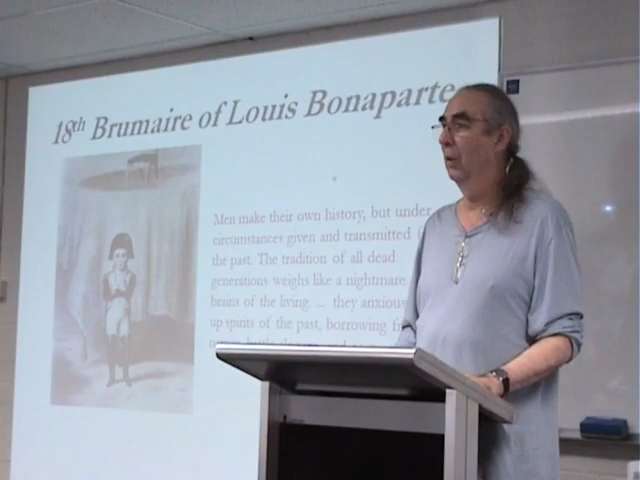 18th Brumaire of Louis Bonaparte
Men make their own history, but under
circumstances given and transmitted
the past. The tradition of all dead
generations weighs like a nightmare
brains of the living. ... they anxious
up spirits of the past, borrowing